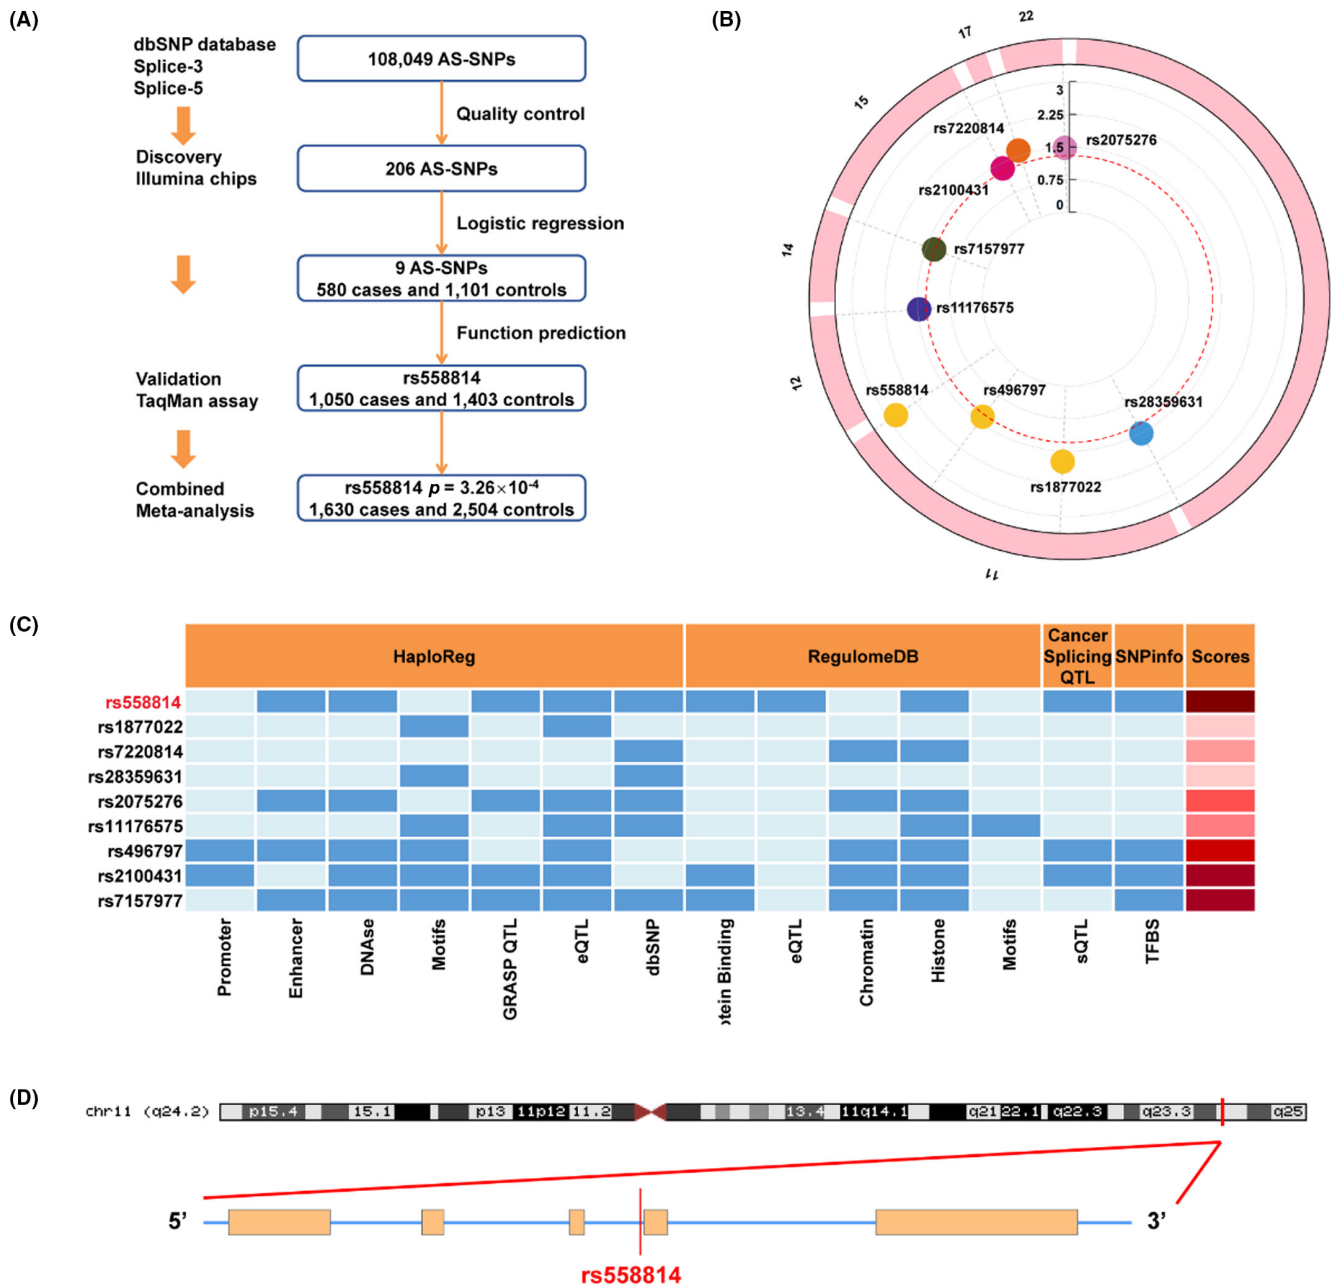 (A)
dbSNP database
Splice-3
Splice-5
108,049 AS-SNPs
Quality control
Discovery
Illumina chips
206 AS-SNPs
Logistic regression
9 AS-SNPs
580 cases and 1,101 controls
Function prediction
Validation
TaqMan assay
rs558814
1,050 cases and 1,403 controls
Combined
Meta-analysis
rs558814 p = 3.26×10-4
1,630 cases and 2,504 controls
(B)
22
17
15
14
12
11
3
2.25
1.5
0.75
0
rs7220814
rs2075276
rs2100431
rs7157977
rs11176575
rs558814
rs496797
rs28359631
rs1877022
(C)
HaploReg
RegulomeDB
Cancer
Splicing
QTL
SNPinfo
Scores
rs558814
rs1877022
rs7220814
rs28359631
rs2075276
rs11176575
rs496797
rs2100431
rs7157977
Promoter
Enhancer
DNAse
Motifs
GRASP QTL
eQTL
dbSNP
otein Binding
eQTL
Chromatin
Histone
Motifs
sQTL
TFBS
(D)
chr11 (q24.2)
p15.4
15.1
p13
11p12
11.2
13.4
11q14.1
q21
22.1
q22.3
q23.3
q25
5’
3’
rs558814